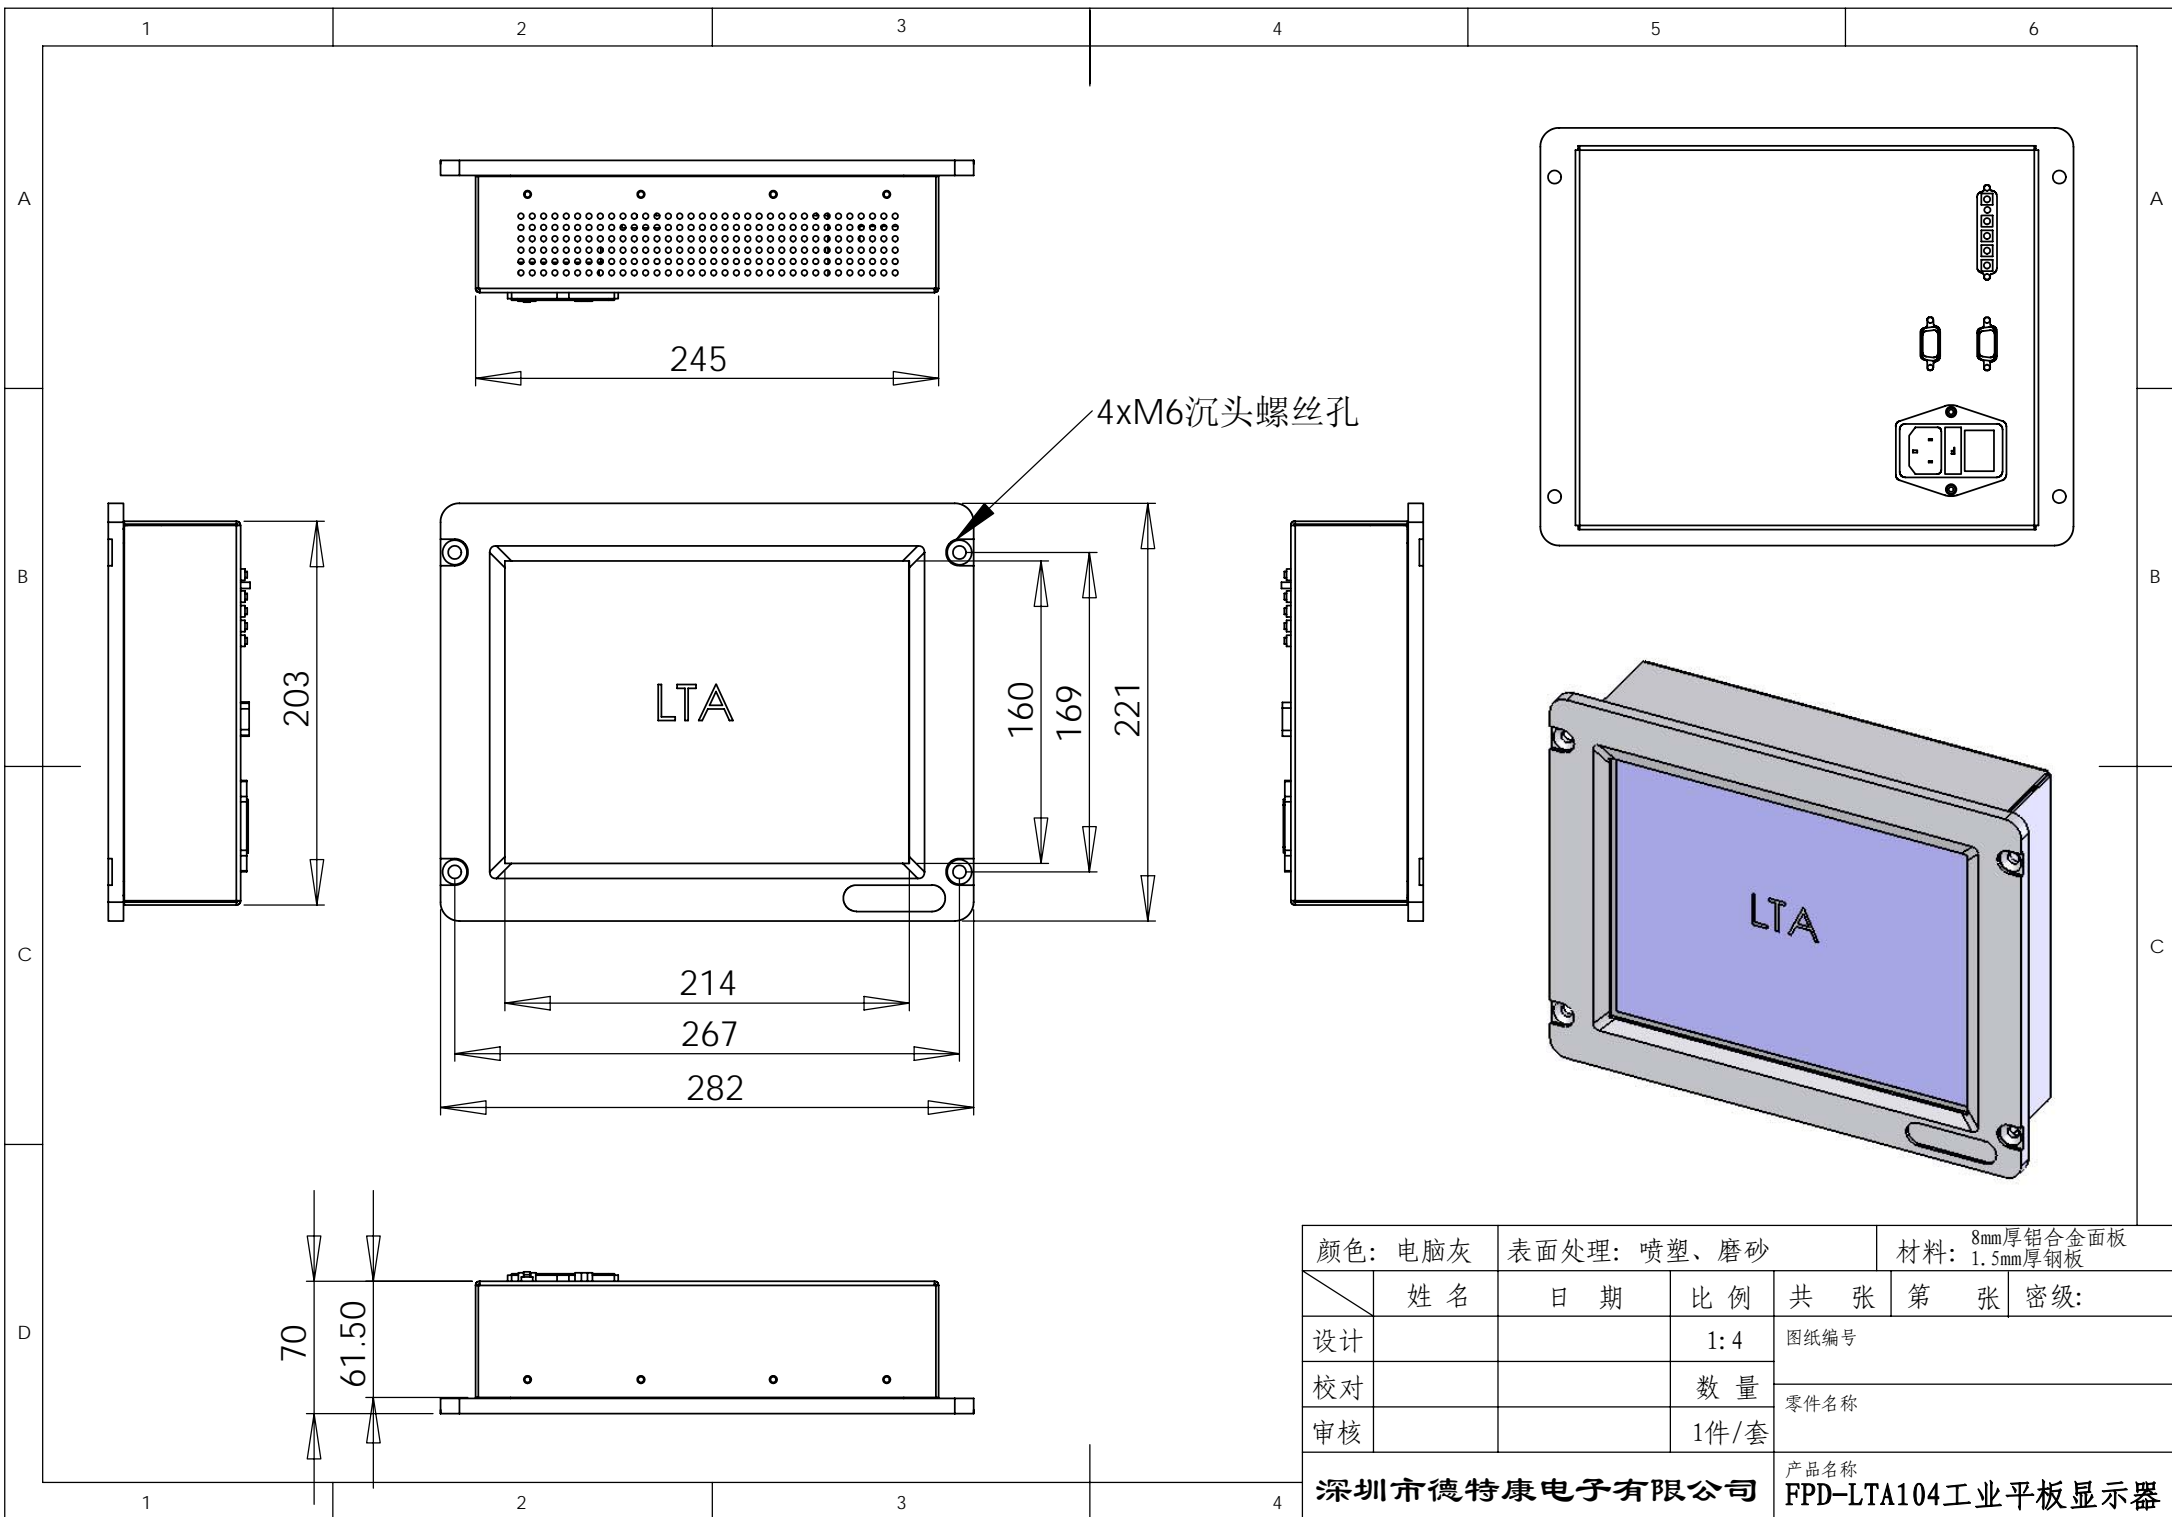 1 2 3 4 5 6
A
A
245
4xM6沉头螺丝孔
B
B
203
LTA
160
169
221
214
267
282
LTA
C
C
70
61.50
D
颜色: 电脑灰 表面处理: 喷塑、磨砂 材料: 8mm厚铝合金面板
1.5mm厚钢板
姓 名 日 期 比 例 共 张 第 张 密级:
设计 1:4 图纸编号
校对 数 量
零件名称
审核 1件/套
深圳市德特康电子有限公司
产品名称
FPD-LTA104工业平板显示器
1 2 3 4